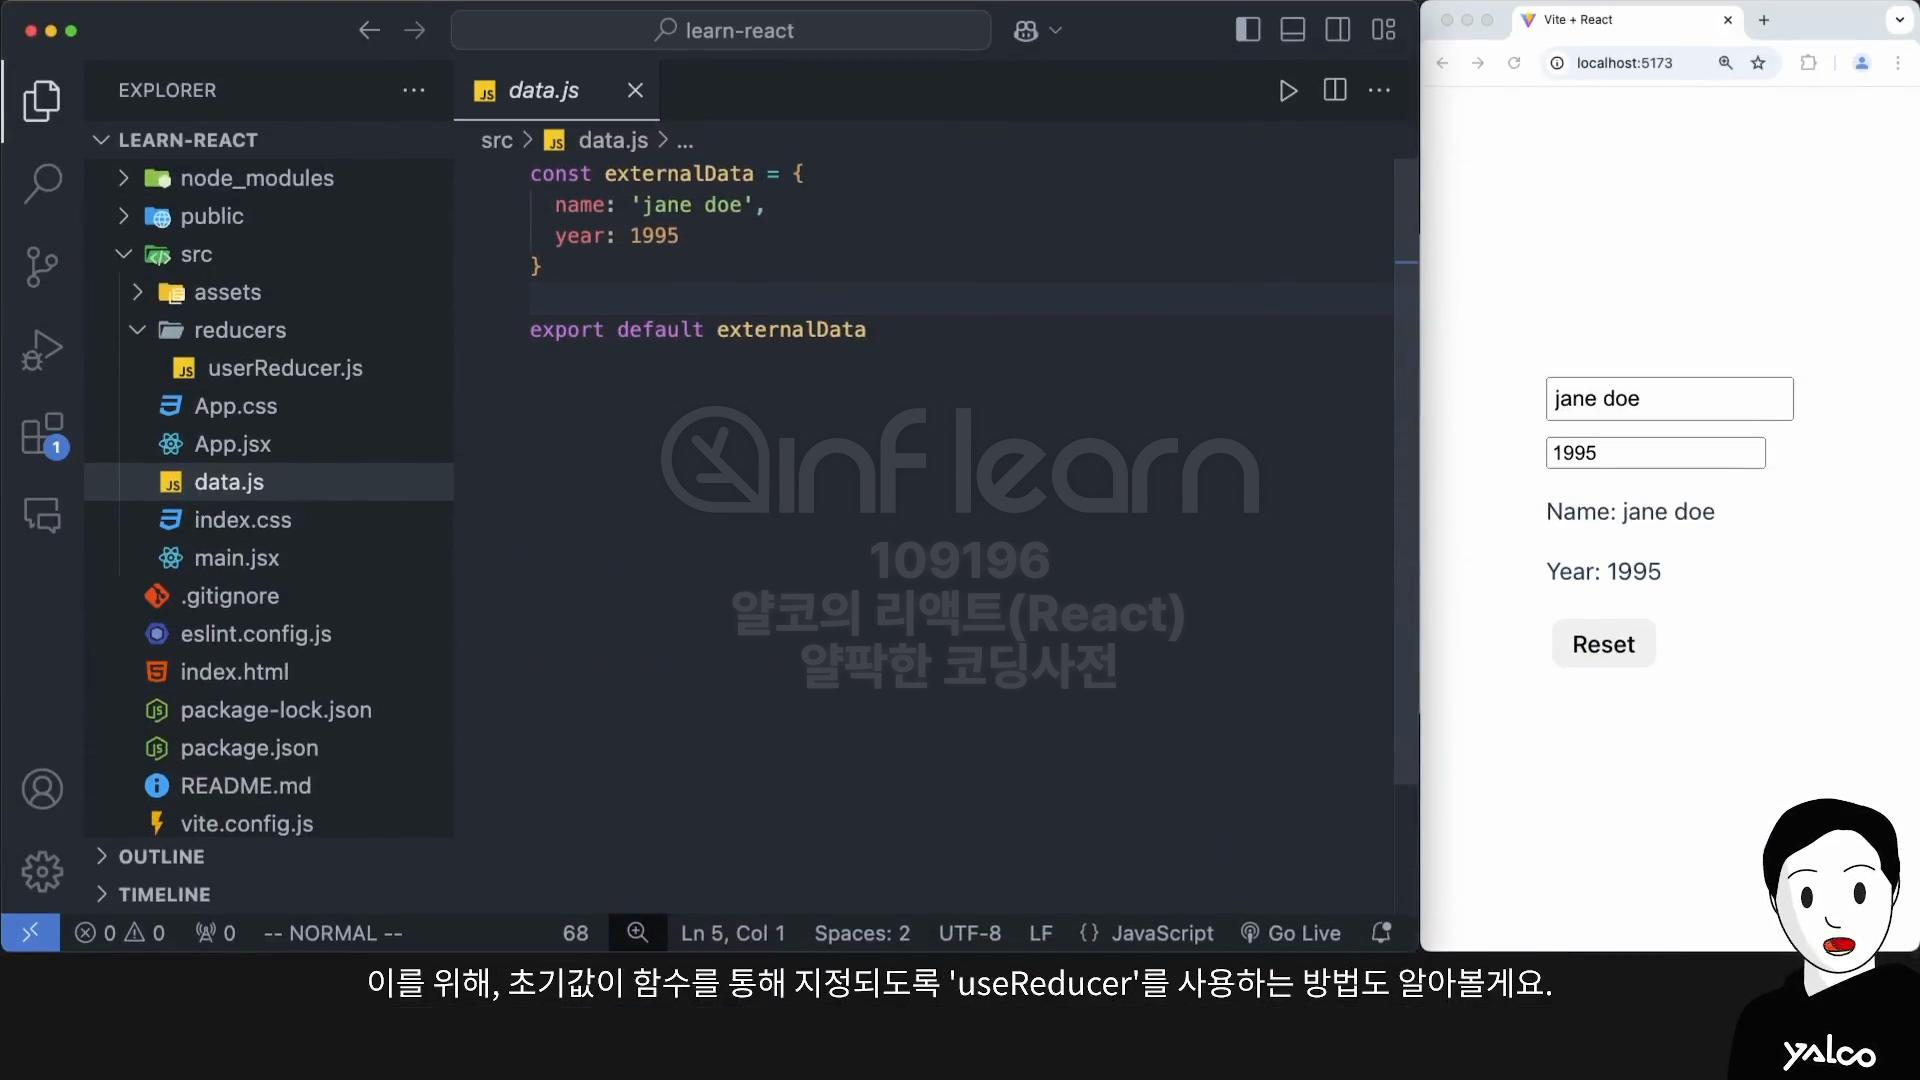 learn-react
Vite + React
localhost:5173
EXPLORER
data.js
LEARN-REACT
src > data.js > ...
node_modules
public
src
assets
reducers
userReducer.js
App.css
App.jsx
data.js
index.css
main.jsx
.gitignore
eslint.config.js
index.html
package-lock.json
package.json
README.md
vite.config.js
OUTLINE
TIMELINE
1
const externalData = {
name: 'jane doe',
year: 1995
}
export default externalData
inflearn
109196
얄코의 리액트(React)
얄팍한 코딩사전
jane doe
1995
Name: jane doe
Year: 1995
Reset
0 0 0 -- NORMAL -- 68 Ln 5, Col 1 Spaces: 2 UTF-8 LF {} JavaScript Go Live
이를 위해, 초기값이 함수를 통해 지정되도록 'useReducer'를 사용하는 방법도 알아볼게요.
yalco